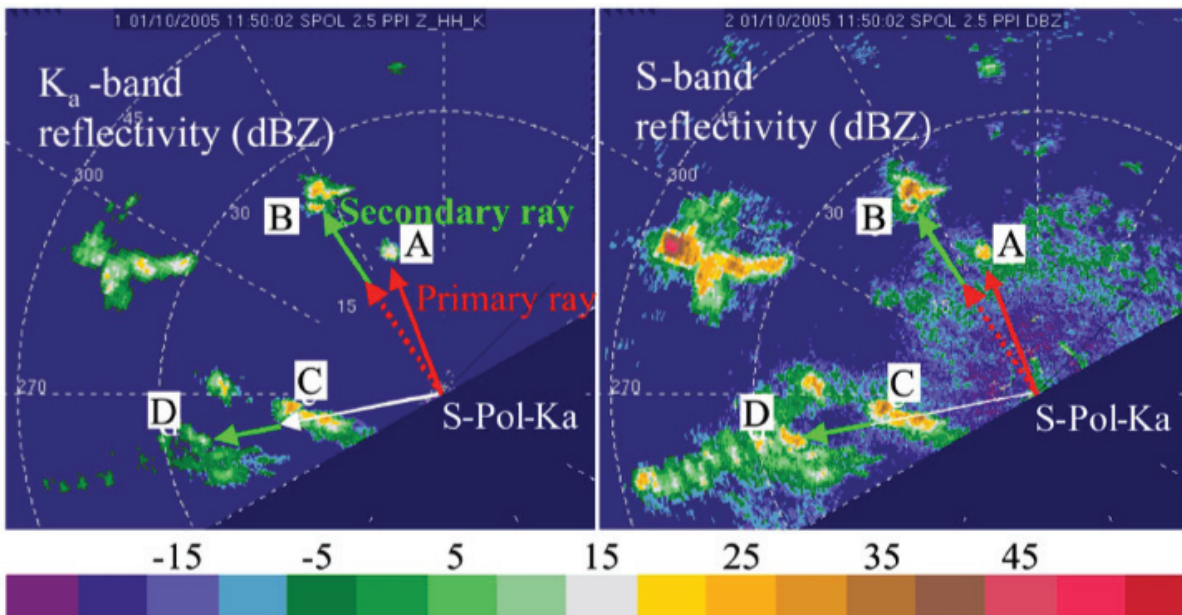 1 01/10/2005 11:50:02 SPOL 2.5 PPI Z_HH_K
Ka -band
reflectivity (dBZ)
45
300
30
B
Secondary ray
A
Primary ray
15
270
C
D
S-Pol-Ka
2 01/10/2005 11:50:02 SPOL 2.5 PPI DBZ
S-band
reflectivity (dBZ)
45
300
30
B
A
15
270
C
D
S-Pol-Ka
-15 -5 5 15 25 35 45